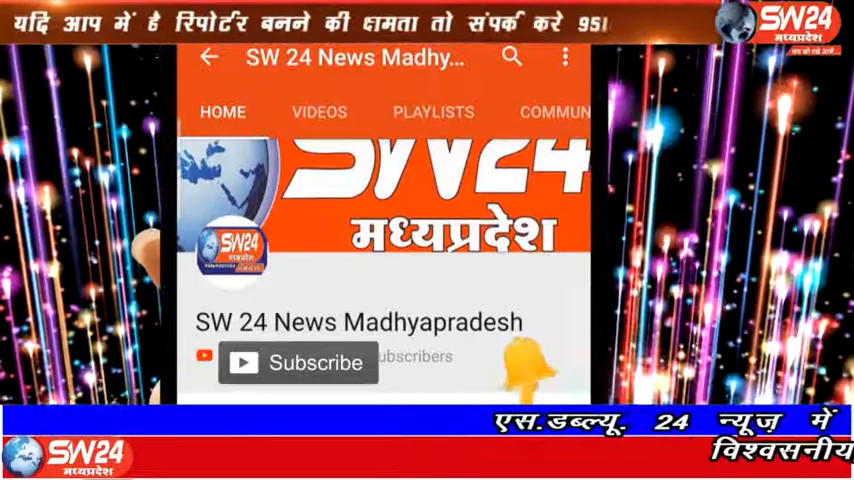 यदि आप में है रिपोर्टर बनने की क्षमता तो संपर्क करे 951
SW24
मध्यप्रदेश
SW 24 News Madhy...
HOME VIDEOS PLAYLISTS COMMUN
SW24
मध्यप्रदेश
SW24
मध्यप्रदेश
SW 24 News Madhyapradesh
Subscribe ubscribers
एस.डब्ल्यू. 24 न्यूज़ में
विश्वसनीय
SW24
मध्यप्रदेश